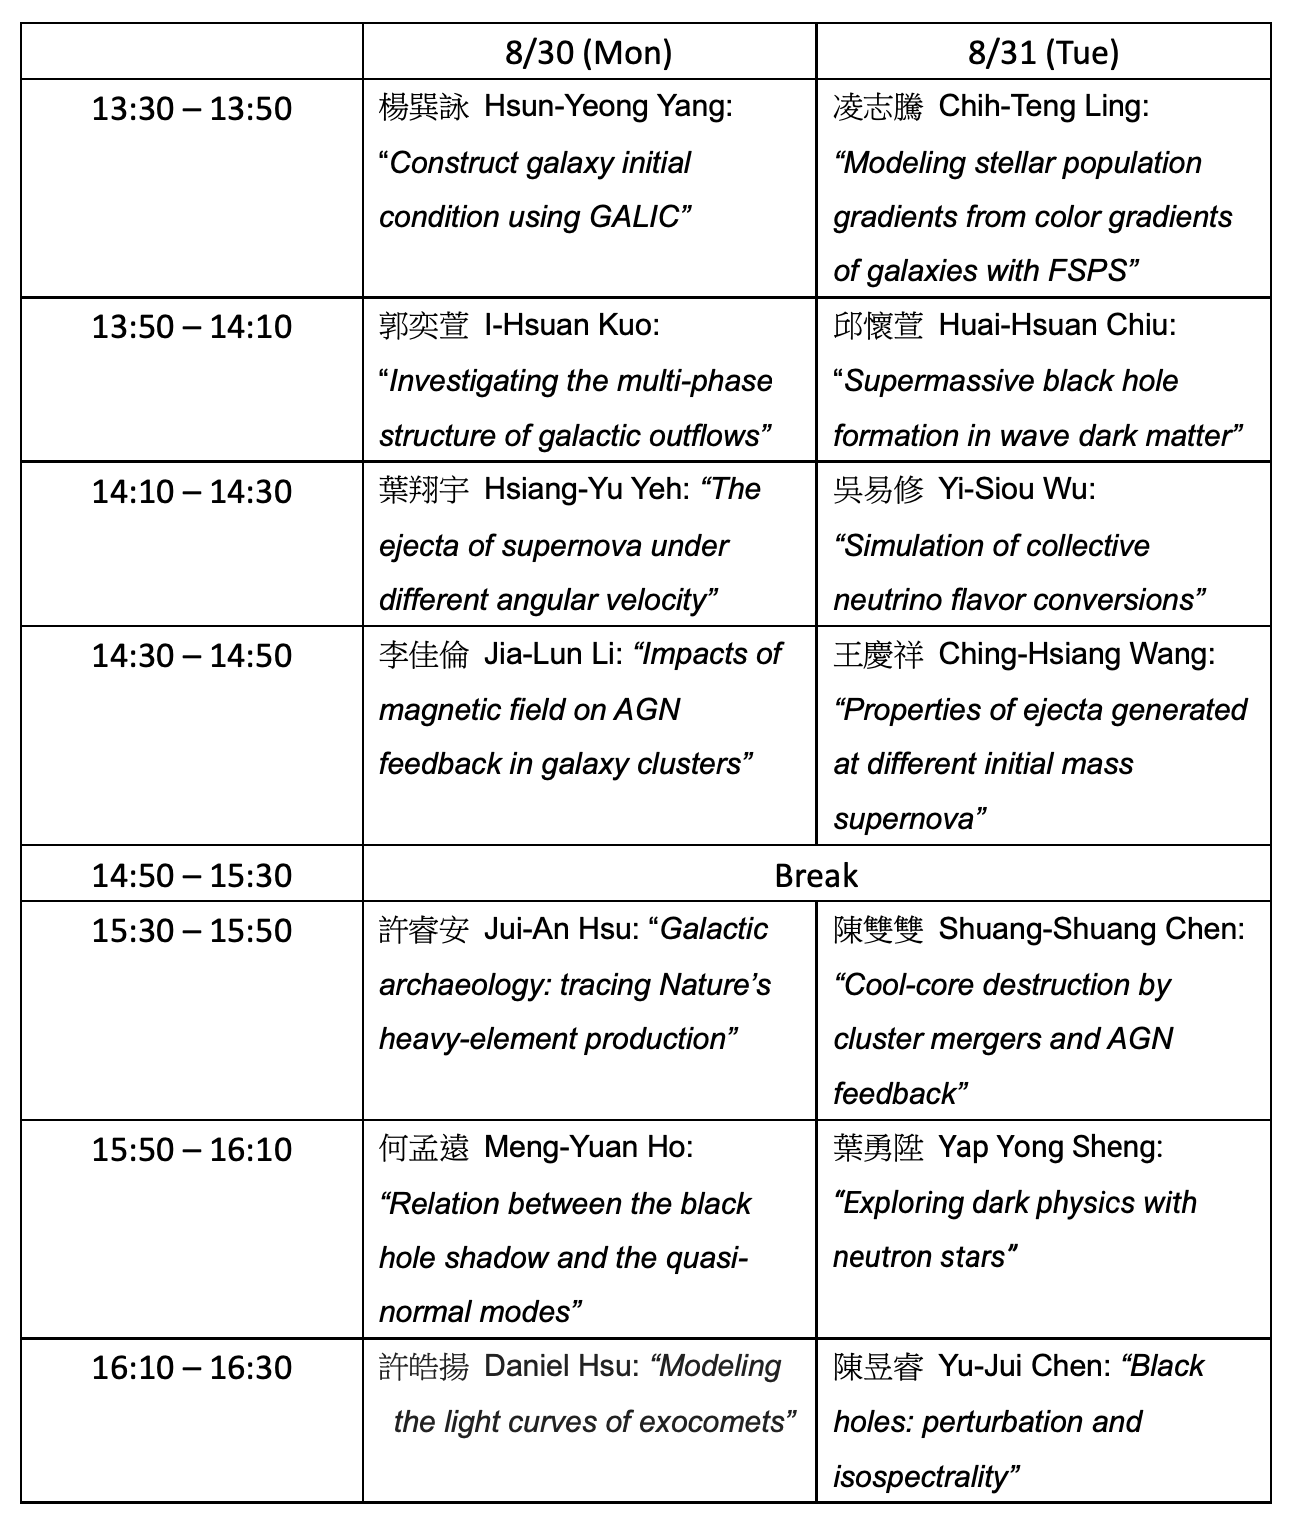 8/30 (Mon)
8/31 (Tue)
13:30 – 13:50
楊巽詠 Hsun-Yeong Yang:
“Construct galaxy initial
condition using GALIC”
凌志騰 Chih-Teng Ling:
“Modeling stellar population
gradients from color gradients
of galaxies with FSPS”
13:50 – 14:10
郭奕萱 I-Hsuan Kuo:
“Investigating the multi-phase
structure of galactic outflows”
邱懷萱 Huai-Hsuan Chiu:
“Supermassive black hole
formation in wave dark matter”
14:10 – 14:30
葉翔宇 Hsiang-Yu Yeh: “The
ejecta of supernova under
different angular velocity”
吳易修 Yi-Siou Wu:
“Simulation of collective
neutrino flavor conversions”
14:30 – 14:50
李佳倫 Jia-Lun Li: “Impacts of
magnetic field on AGN
feedback in galaxy clusters”
王慶祥 Ching-Hsiang Wang:
“Properties of ejecta generated
at different initial mass
supernova”
14:50 – 15:30
Break
15:30 – 15:50
許睿安 Jui-An Hsu: “Galactic
archaeology: tracing Nature’s
heavy-element production”
陳雙雙 Shuang-Shuang Chen:
“Cool-core destruction by
cluster mergers and AGN
feedback”
15:50 – 16:10
何孟遠 Meng-Yuan Ho:
“Relation between the black
hole shadow and the quasi-
normal modes”
葉勇陞 Yap Yong Sheng:
“Exploring dark physics with
neutron stars”
16:10 – 16:30
許皓揚 Daniel Hsu: “Modeling
the light curves of exocomets”
陳昱睿 Yu-Jui Chen: “Black
holes: perturbation and
isospectrality”